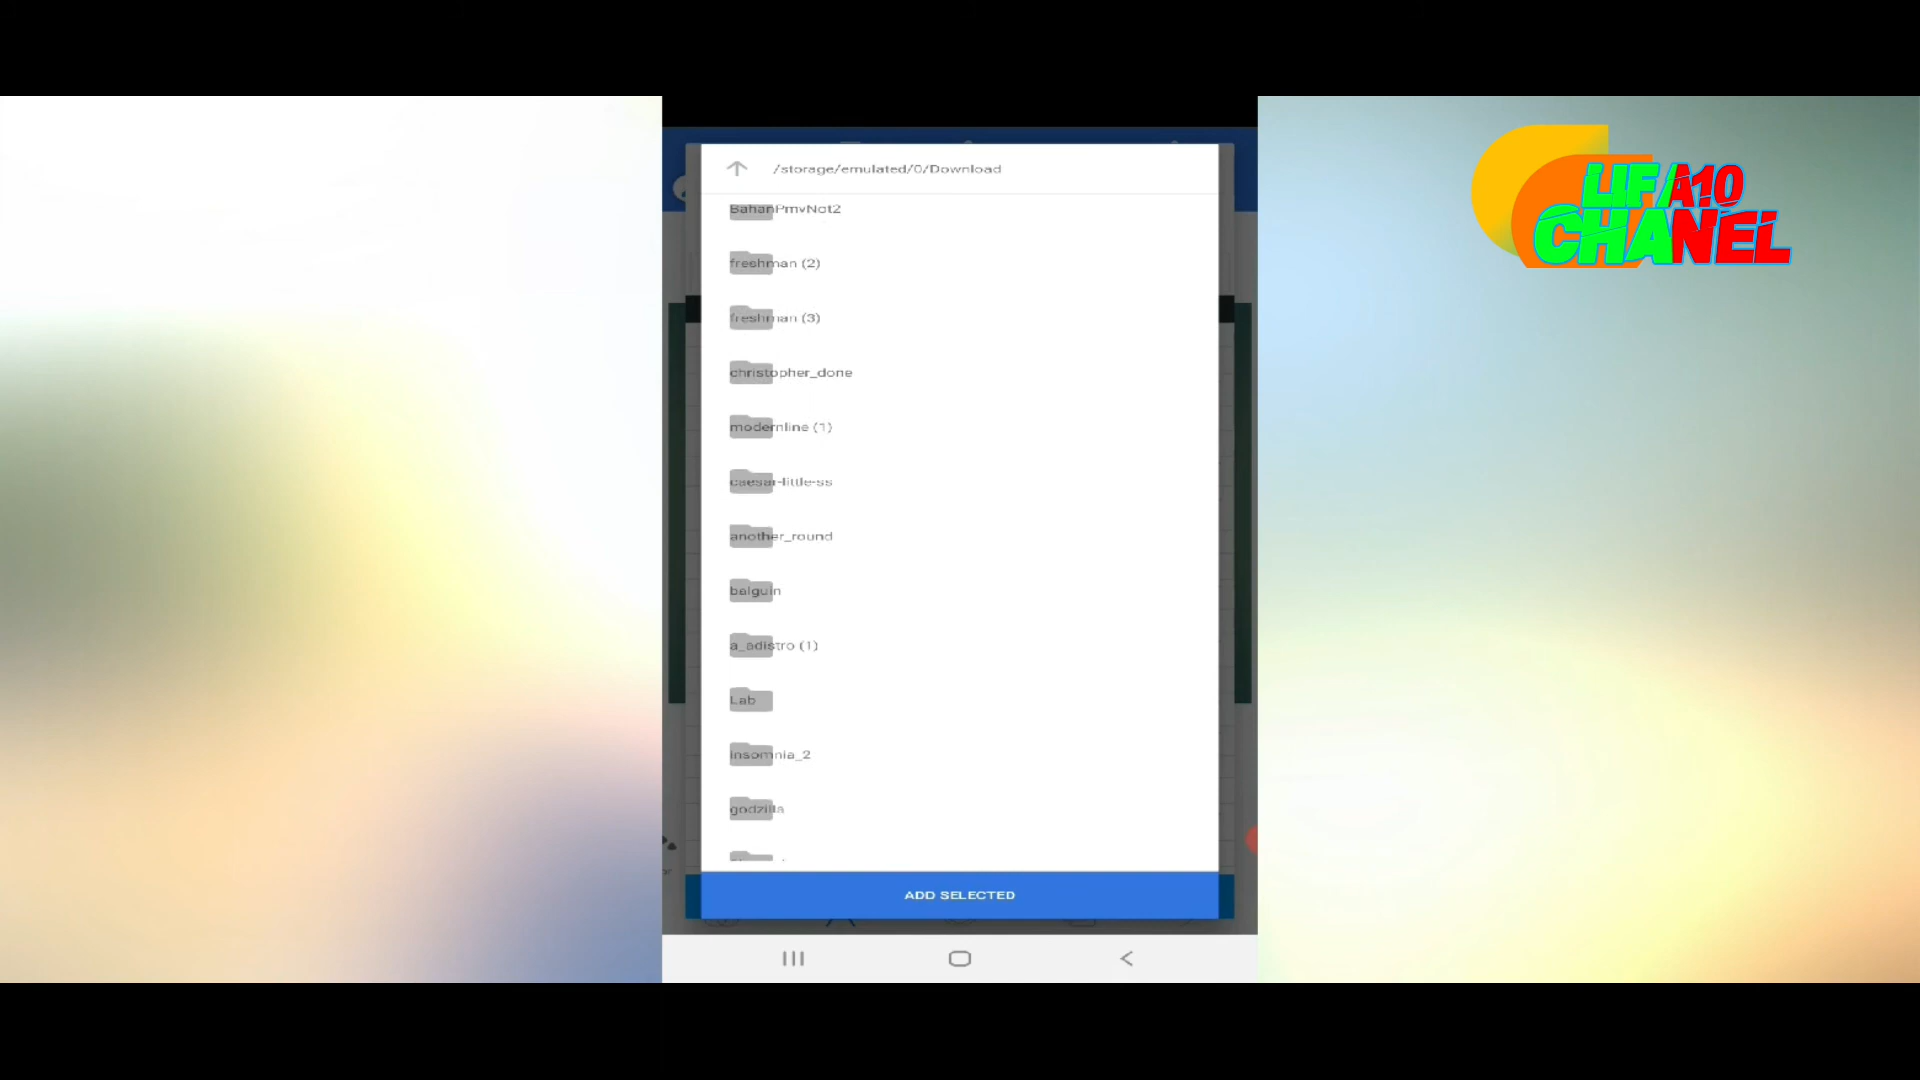 /storage/emulated/0/Download
BahanPmvNot2
freshman (2)
freshman (3)
christopher_done
modernline (1)
caesar-little-ss
another_round
balguin
a_adistro (1)
Lab
insomnia_2
godzilla
ADD SELECTED
LIFA10
CHANEL